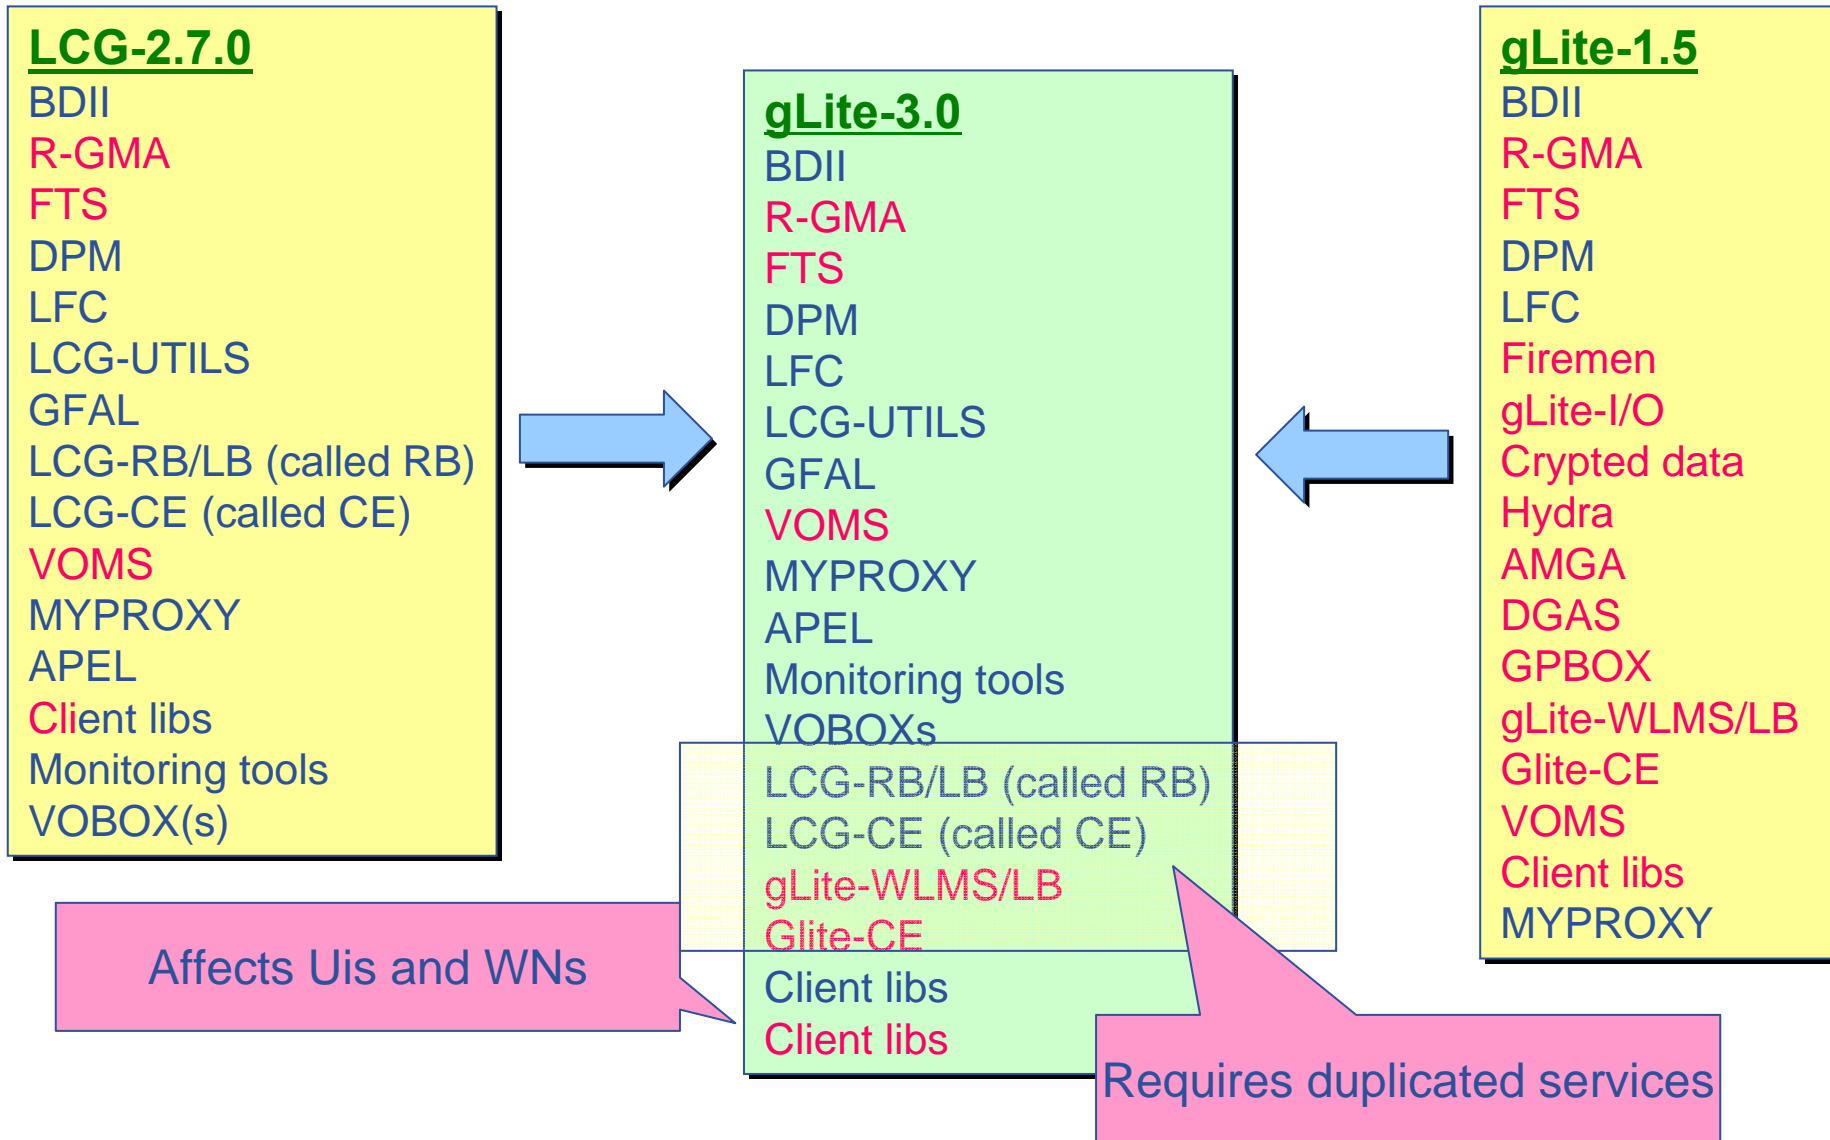 LCG-2.7.0
BDII
R-GMA
FTS
DPM
LFC
LCG-UTILS
GFAL
LCG-RB/LB (called RB)
LCG-CE (called CE)
VOMS
MYPROXY
APEL
Client libs
Monitoring tools
VOBOX(s)
gLite-3.0
BDII
R-GMA
FTS
DPM
LFC
LCG-UTILS
GFAL
VOMS
MYPROXY
APEL
Monitoring tools
VOBOXs
LCG-RB/LB (called RB)
LCG-CE (called CE)
gLite-WLMS/LB
Glite-CE
Client libs
Client libs
gLite-1.5
BDII
R-GMA
FTS
DPM
LFC
Firemen
gLite-I/O
Crypted data
Hydra
AMGA
DGAS
GPBOX
gLite-WLMS/LB
Glite-CE
VOMS
Client libs
MYPROXY
Affects Uis and WNs
Requires duplicated services